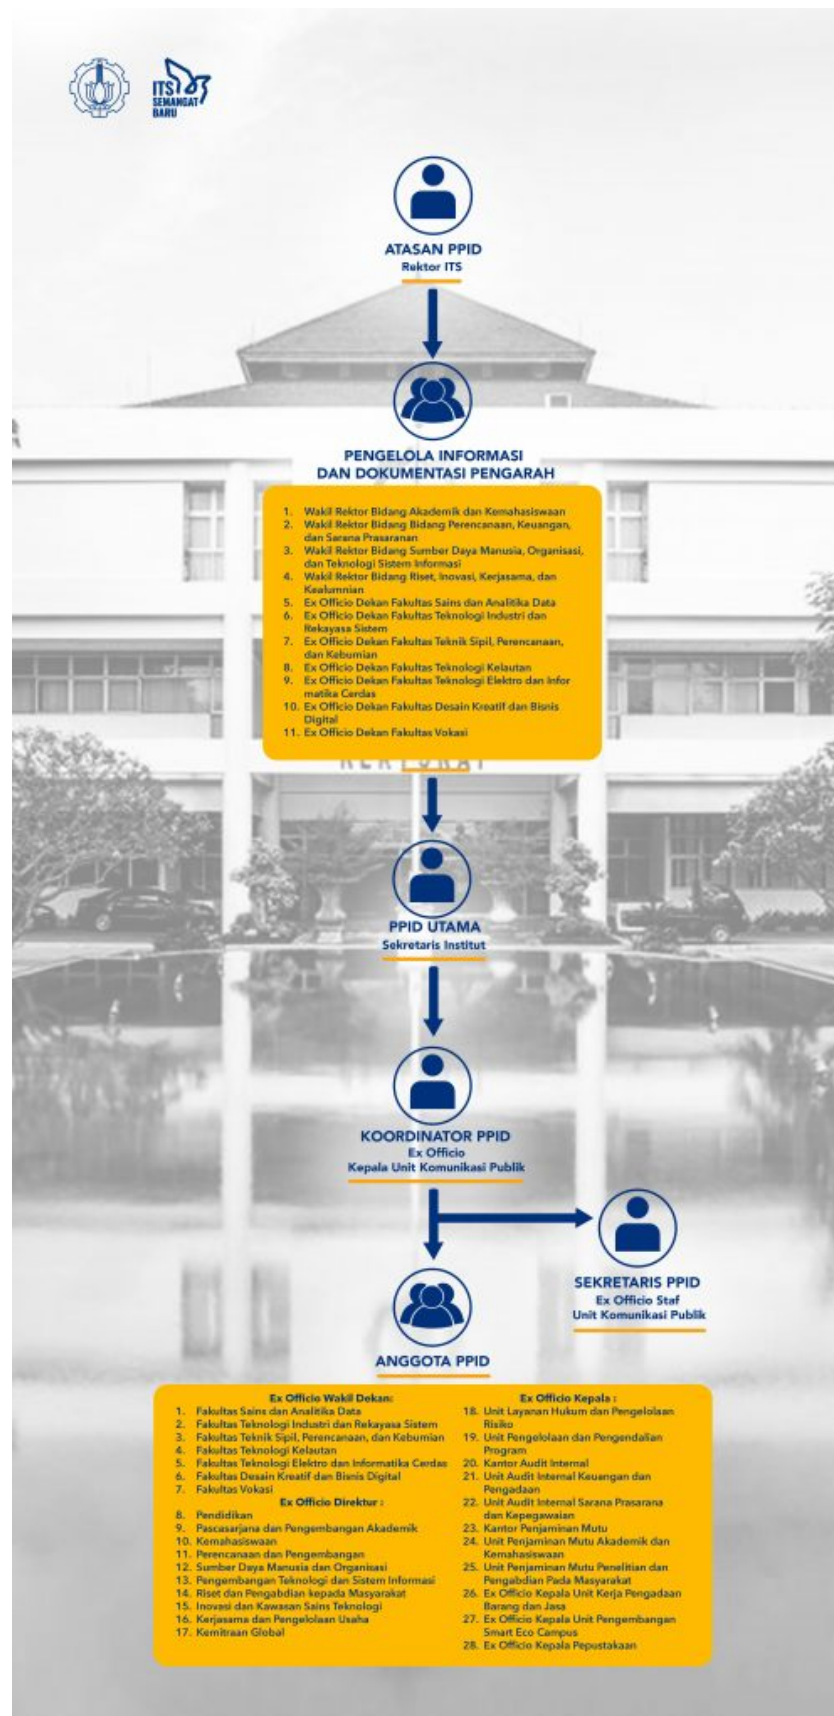 ITS
SEMANGAT
BARU
ATASAN PPID
Rektor ITS
PENGELOLA INFORMASI
DAN DOKUMENTASI PENGARAH
1. Wakil Rektor Bidang Akademik dan Kemahasiswaan
2. Wakil Rektor Bidang Bidang Perencanaan, Keuangan,
dan Sarana Prasaranan
3. Wakil Rektor Bidang Sumber Daya Manusia, Organisasi,
dan Teknologi Sistem Informasi
4. Wakil Rektor Bidang Riset, Inovasi, Kerjasama, dan
Kealumnian
5. Ex Officio Dekan Fakultas Sains dan Analitika Data
6. Ex Officio Dekan Fakultas Teknologi Industri dan
Rekayasa Sistem
7. Ex Officio Dekan Fakultas Teknik Sipil, Perencanaan,
dan Kebumian
8. Ex Officio Dekan Fakultas Teknologi Kelautan
9. Ex Officio Dekan Fakultas Teknologi Elektro dan Infor
matika Cerdas
10. Ex Officio Dekan Fakultas Desain Kreatif dan Bisnis
Digital
11. Ex Officio Dekan Fakultas Vokasi
REKTORAT
PPID UTAMA
Sekretaris Institut
KOORDINATOR PPID
Ex Officio
Kepala Unit Komunikasi Publik
SEKRETARIS PPID
Ex Officio Staf
Unit Komunikasi Publik
ANGGOTA PPID
Ex Officio Wakil Dekan:
1. Fakultas Sains dan Analitika Data
2. Fakultas Teknologi Industri dan Rekayasa Sistem
3. Fakultas Teknik Sipil, Perencanaan, dan Kebumian
4. Fakultas Teknologi Kelautan
5. Fakultas Teknologi Elektro dan Informatika Cerdas
6. Fakultas Desain Kreatif dan Bisnis Digital
7. Fakultas Vokasi
Ex Officio Direktur :
8. Pendidikan
9. Pascasarjana dan Pengembangan Akademik
10. Kemahasiswaan
11. Perencanaan dan Pengembangan
12. Sumber Daya Manusia dan Organisasi
13. Pengembangan Teknologi dan Sistem Informasi
14. Riset dan Pengabdian kepada Masyarakat
15. Inovasi dan Kawasan Sains Teknologi
16. Kerjasama dan Pengelolaan Usaha
17. Kemitraan Global
Ex Officio Kepala :
18. Unit Layanan Hukum dan Pengelolaan
Risiko
19. Unit Pengelolaan dan Pengendalian
Program
20. Kantor Audit Internal
21. Unit Audit Internal Keuangan dan
Pengadaan
22. Unit Audit Internal Sarana Prasarana
dan Kepegawaian
23. Kantor Penjaminan Mutu
24. Unit Penjaminan Mutu Akademik dan
Kemahasiswaan
25. Unit Penjaminan Mutu Penelitian dan
Pengabdian Pada Masyarakat
26. Ex Officio Kepala Unit Kerja Pengadaan
Barang dan Jasa
27. Ex Officio Kepala Unit Pengembangan
Smart Eco Campus
28. Ex Officio Kepala Pepustakaan